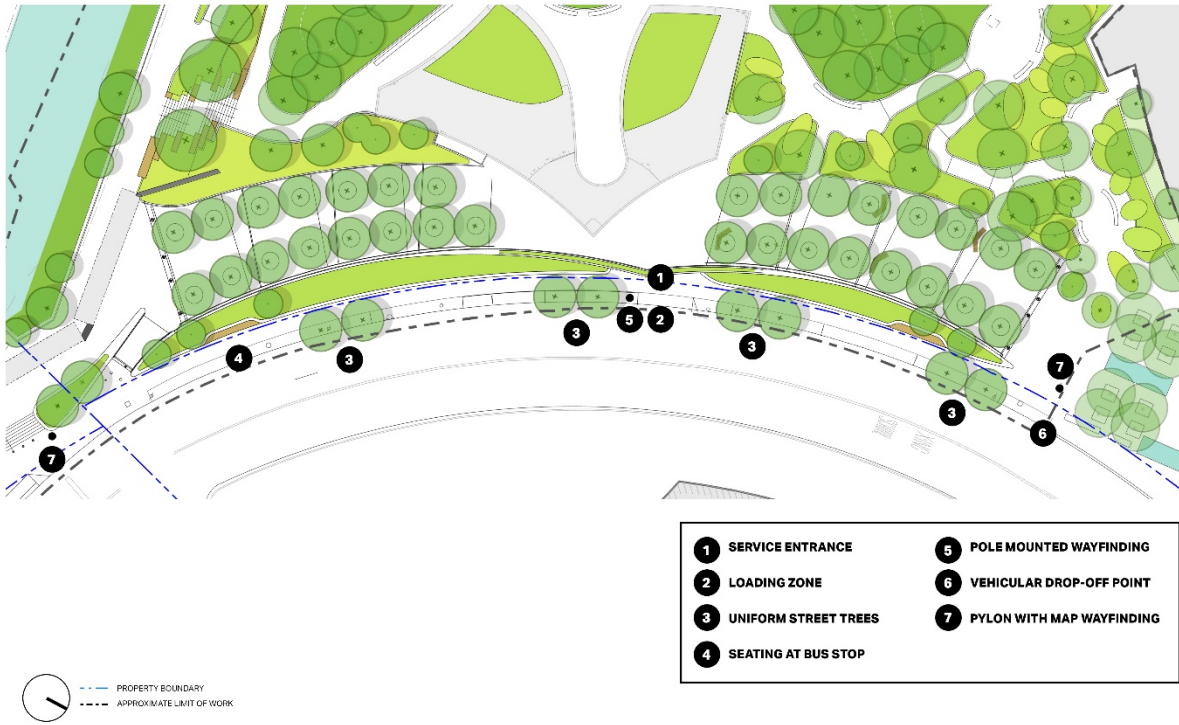 1
5
2
3
3
3
4
7
3
6
7
1 SERVICE ENTRANCE
2 LOADING ZONE
3 UNIFORM STREET TREES
4 SEATING AT BUS STOP
5 POLE MOUNTED WAYFINDING
6 VEHICULAR DROP-OFF POINT
7 PYLON WITH MAP WAYFINDING
PROPERTY BOUNDARY
APPROXIMATE LIMIT OF WORK